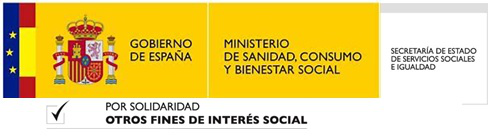 GOBIERNO
DE ESPAÑA
MINISTERIO
DE SANIDAD, CONSUMO
Y BIENESTAR SOCIAL
SECRETARÍA DE ESTADO
DE SERVICIOS SOCIALES
E IGUALDAD
POR SOLIDARIDAD
OTROS FINES DE INTERÉS SOCIAL